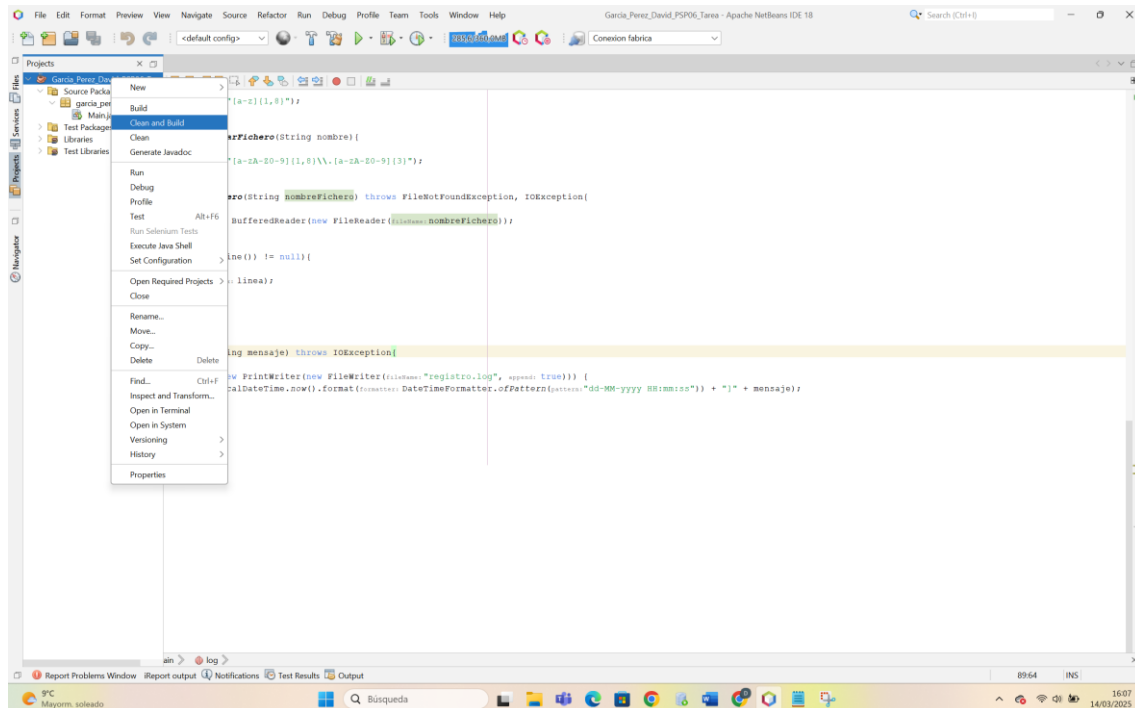 File Edit Format Preview View Navigate Source Refactor Run Debug Profile Team Tools Window Help
Garcia_Perez_David_PSP06_Tarea - Apache NetBeans IDE 18
Search (Ctrl+I)
<default config>
Conexion fabrica
Projects
Files
Services
Projects
Navigator
Source Packa
garcia_per
Main.ja
Test Packages
Libraries
Test Libraries
New
Build
Clean and Build
Clean
Generate Javadoc
Run
Debug
Profile
Test Alt+F6
Run Selenium Tests
Execute Java Shell
Set Configuration
Open Required Projects
Close
Rename...
Move...
Copy...
Delete Delete
Find... Ctrl+F
Inspect and Transform...
Open in Terminal
Open in System
Versioning
History
Properties
"[a-z]{1,8}");
arFichero(String nombre){
"[a-zA-Z0-9]{1,8}\\.[a-zA-Z0-9]{3}");
ero(String nombreFichero) throws FileNotFoundException, IOException{
BufferedReader(new FileReader(fileName: nombreFichero));
ine()) != null){
linea);
ing mensaje) throws IOException{
ew PrintWriter(new FileWriter(fileName: "registro.log", append: true))) {
calDateTime.now().format(formatter: DateTimeFormatter.ofPattern(pattern: "dd-MM-yyyy HH:mm:ss")) + "]" + mensaje);
ain log
Report Problems Window iReport output Notifications Test Results Output
89:64 INS
9°C
Mayorm. soleado
Búsqueda
16:07
14/03/2025